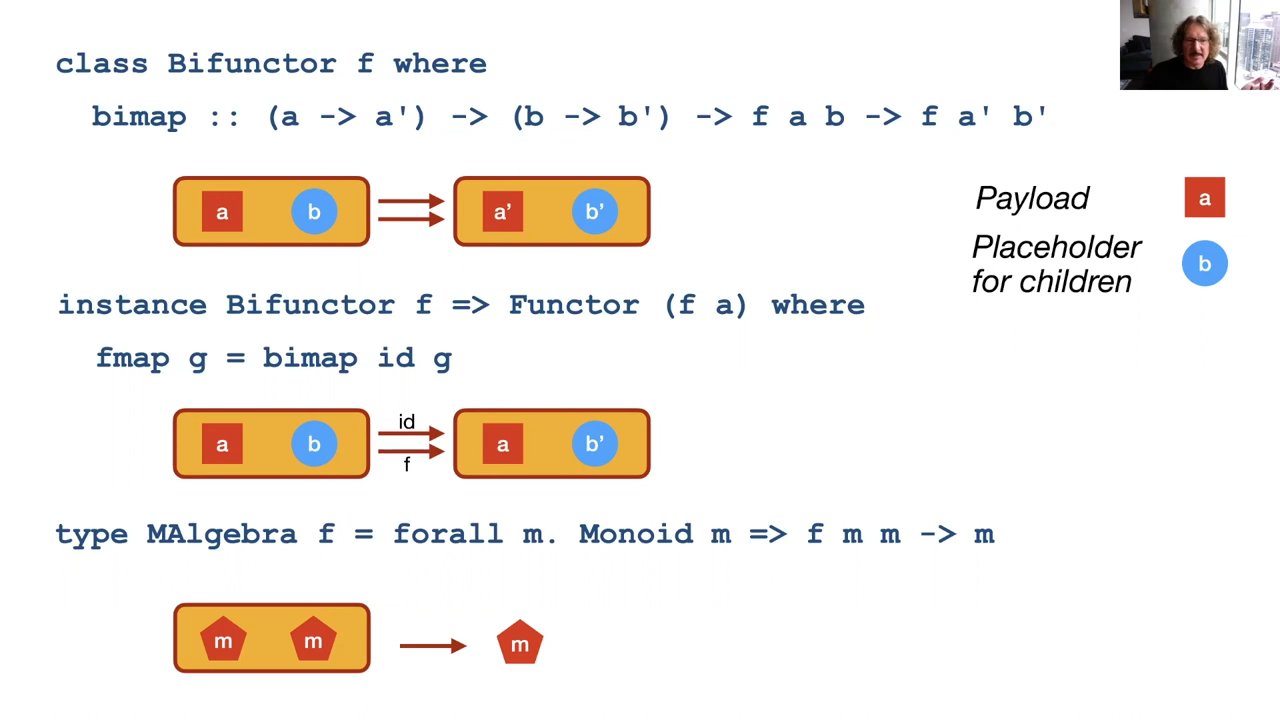 class Bifunctor f where
bimap :: (a -> a') -> (b -> b') -> f a b -> f a' b'
a b a’ b’
Payload a
Placeholder
for children b
instance Bifunctor f => Functor (f a) where
fmap g = bimap id g
id
a b a b’
f
type MAlgebra f = forall m. Monoid m => f m m -> m
m m m